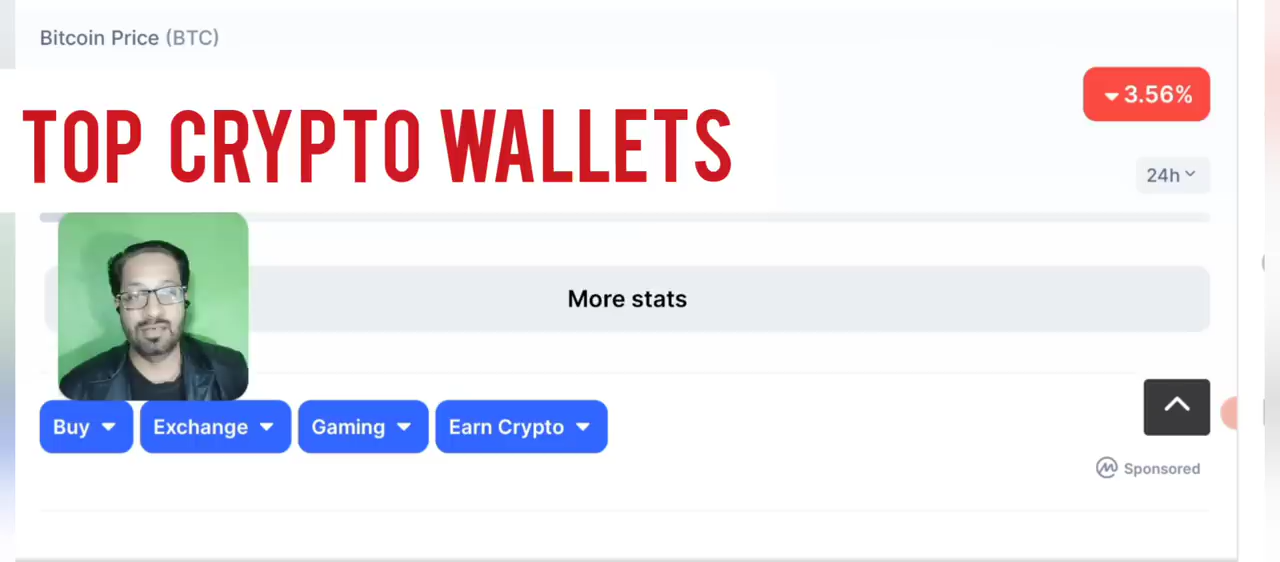 Bitcoin Price (BTC)
3.56%
TOP CRYPTO WALLETS
24h
More stats
Buy Exchange Gaming Earn Crypto
Sponsored